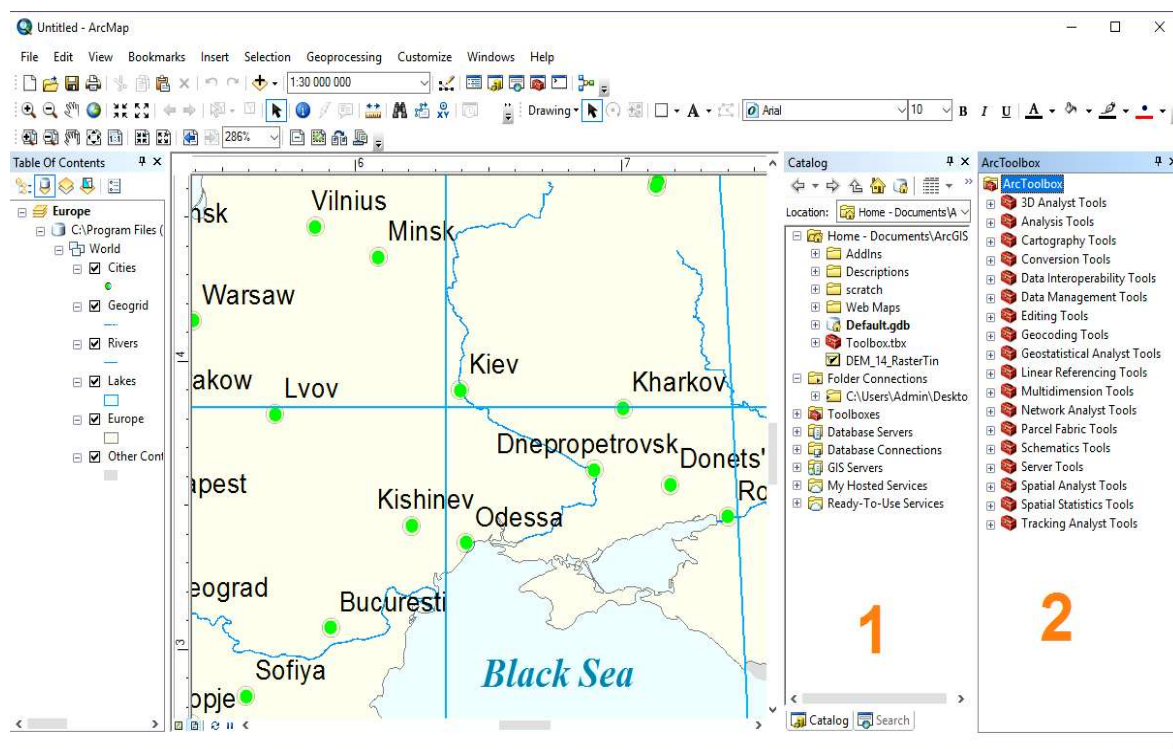 Untitled - ArcMap
File Edit View Bookmarks Insert Selection Geoprocessing Customize Windows Help
1:30 000 000
Drawing A Arial 10 B I U A
286%
Table Of Contents
Europe
C:\Program Files (
World
Cities
Geogrid
Rivers
Lakes
Europe
Other Cont
6 7
4
3
nsk
Vilnius
Minsk
Warsaw
akow
Lvov
Kiev
Kharkov
Dnepropetrovsk
Donets'
apest
Kishinev
Odessa
Ro
eograd
Bucuresti
Sofiya
opje
Black Sea
Catalog
Location: Home - Documents\A
Home - Documents\ArcGIS
AddIns
Descriptions
scratch
Web Maps
Default.gdb
Toolbox.tbx
DEM_14_RasterTin
Folder Connections
C:\Users\Admin\Deskto
Toolboxes
Database Servers
Database Connections
GIS Servers
My Hosted Services
Ready-To-Use Services
1
Catalog Search
ArcToolbox
ArcToolbox
3D Analyst Tools
Analysis Tools
Cartography Tools
Conversion Tools
Data Interoperability Tools
Data Management Tools
Editing Tools
Geocoding Tools
Geostatistical Analyst Tools
Linear Referencing Tools
Multidimension Tools
Network Analyst Tools
Parcel Fabric Tools
Schematics Tools
Server Tools
Spatial Analyst Tools
Spatial Statistics Tools
Tracking Analyst Tools
2